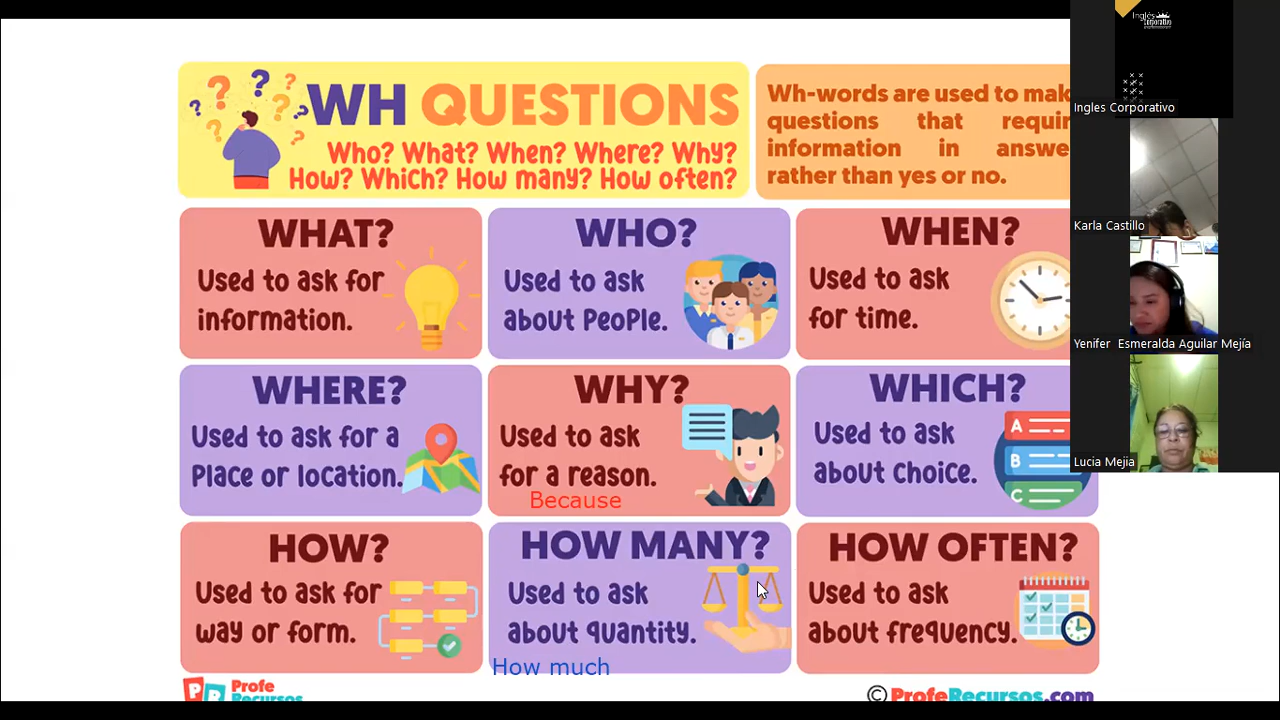 WH QUESTIONS
Who? What? When? Where? Why?
How? Which? How many? How often?
Wh-words are used to mak
questions that requir
information in answe
rather than yes or no.
WHAT?
Used to ask for
information.
WHO?
Used to ask
about People.
WHEN?
Used to ask
for time.
WHERE?
Used to ask for a
Place or location.
WHY?
Used to ask
for a reason.
Because
WHICH?
Used to ask
about Choice.
A
B
C
HOW?
Used to ask for
way or form.
HOW MANY?
Used to ask
about quantity.
How much
HOW OFTEN?
Used to ask
about frequency.
PR Profe
Recursos
© ProfeRecursos.com
Inglés
Corporativo
Ingles Corporativo
Karla Castillo
Yenifer Esmeralda Aguilar Mejía
Lucia Mejia